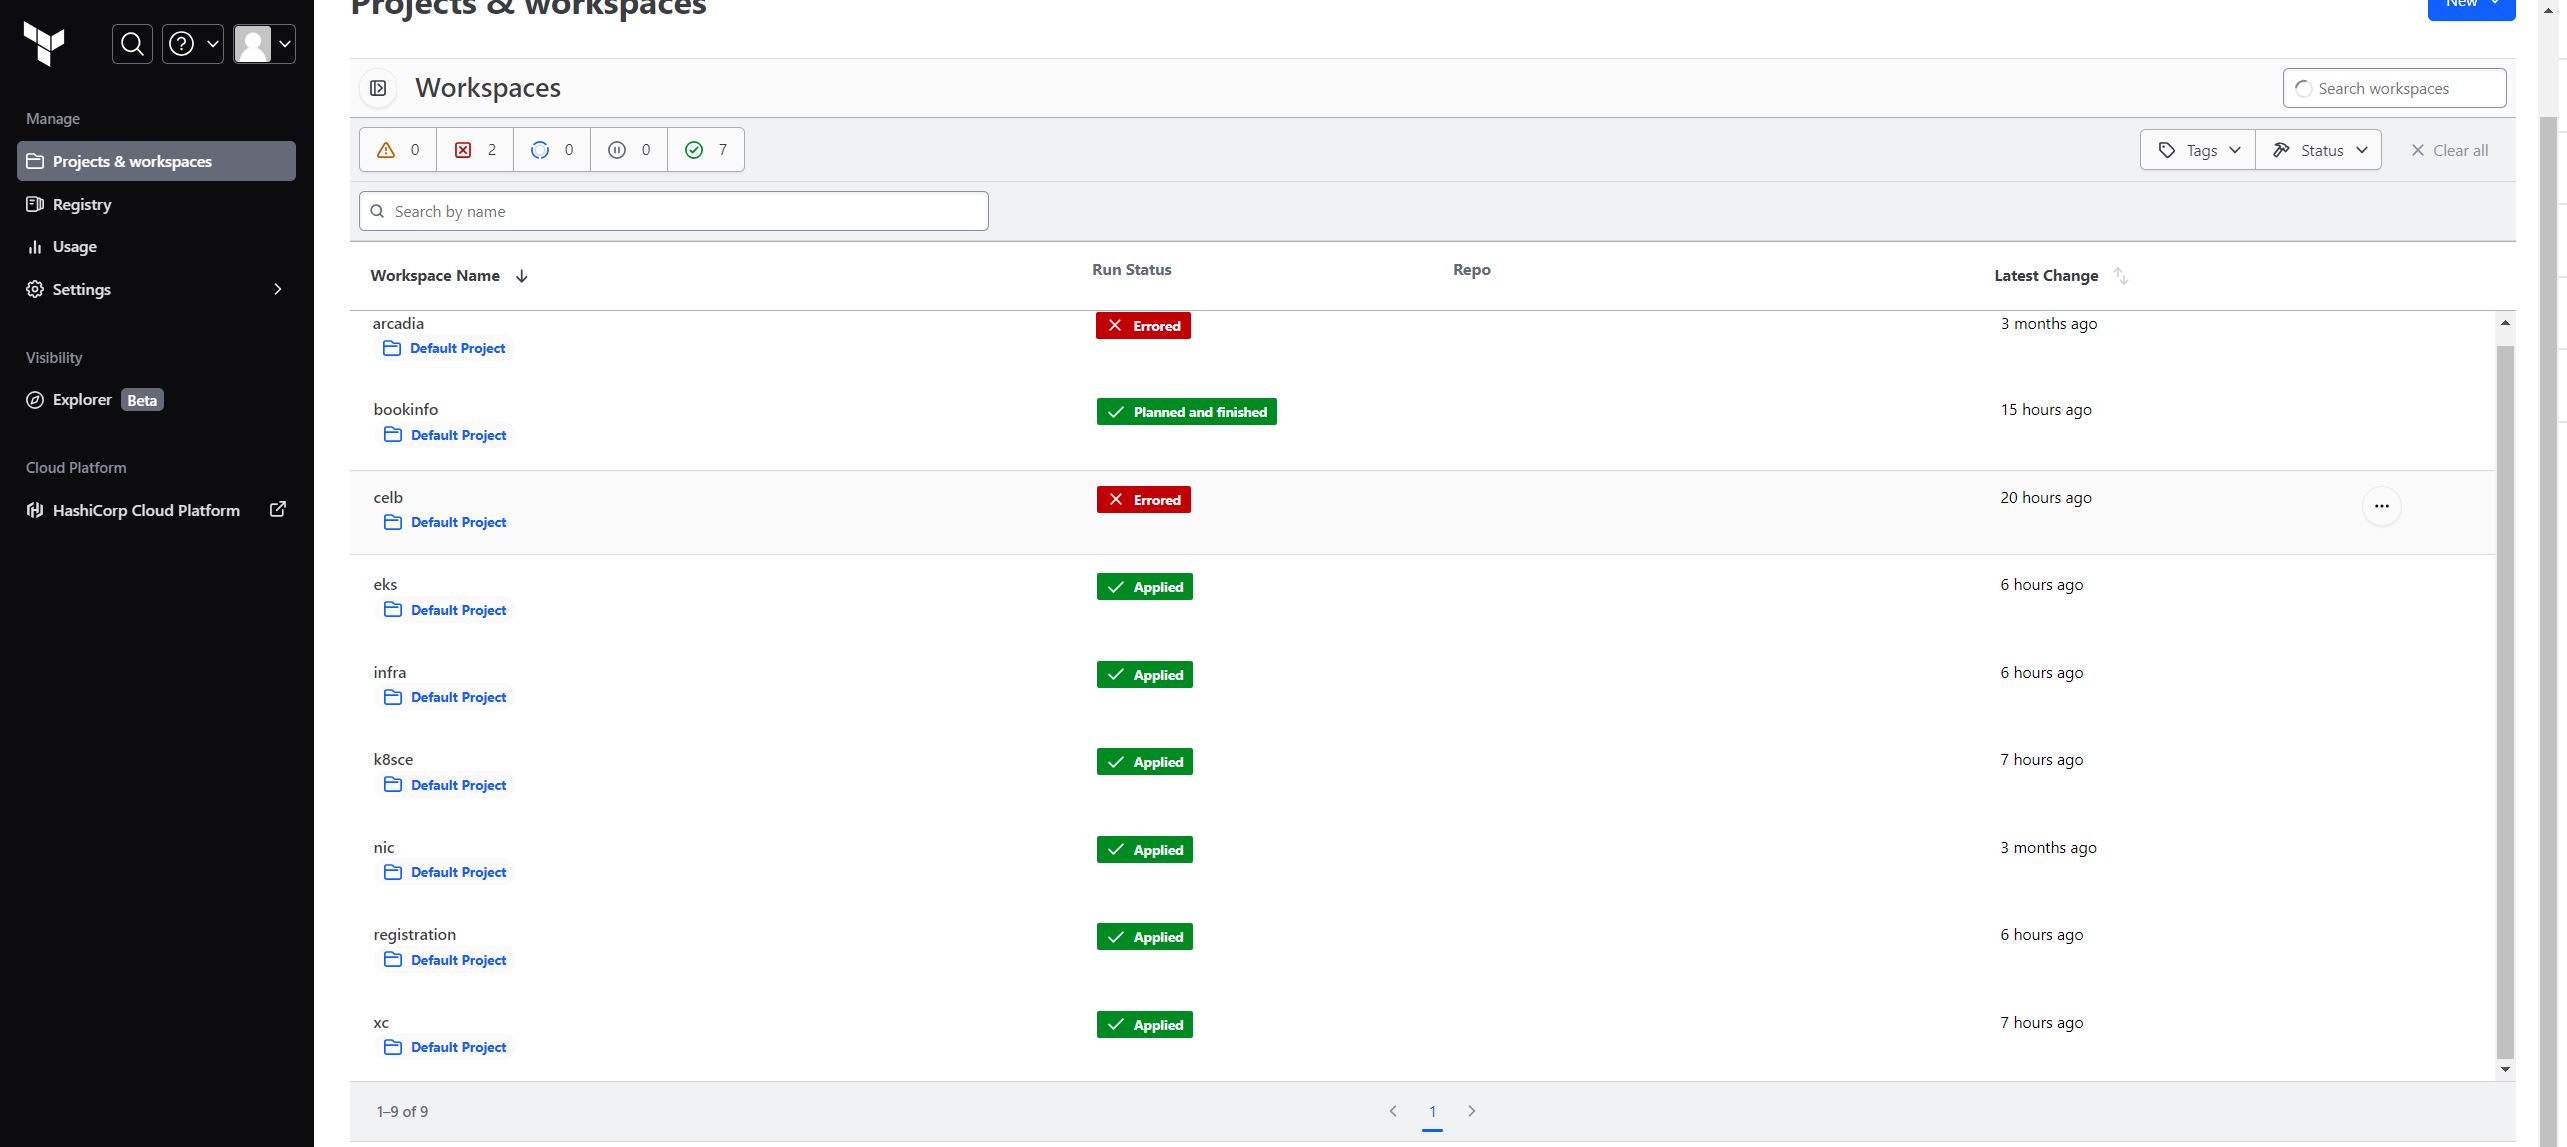 Projects & workspaces
New
Manage
Projects & workspaces
Registry
Usage
Settings
Visibility
Explorer Beta
Cloud Platform
HashiCorp Cloud Platform
Workspaces
Search workspaces
0 2 0 0 7
Tags Status Clear all
Search by name
Workspace Name Run Status Repo Latest Change
arcadia Errored 3 months ago
Default Project
bookinfo Planned and finished 15 hours ago
Default Project
celb Errored 20 hours ago
Default Project
eks Applied 6 hours ago
Default Project
infra Applied 6 hours ago
Default Project
k8sce Applied 7 hours ago
Default Project
nic Applied 3 months ago
Default Project
registration Applied 6 hours ago
Default Project
xc Applied 7 hours ago
Default Project
1–9 of 9 1